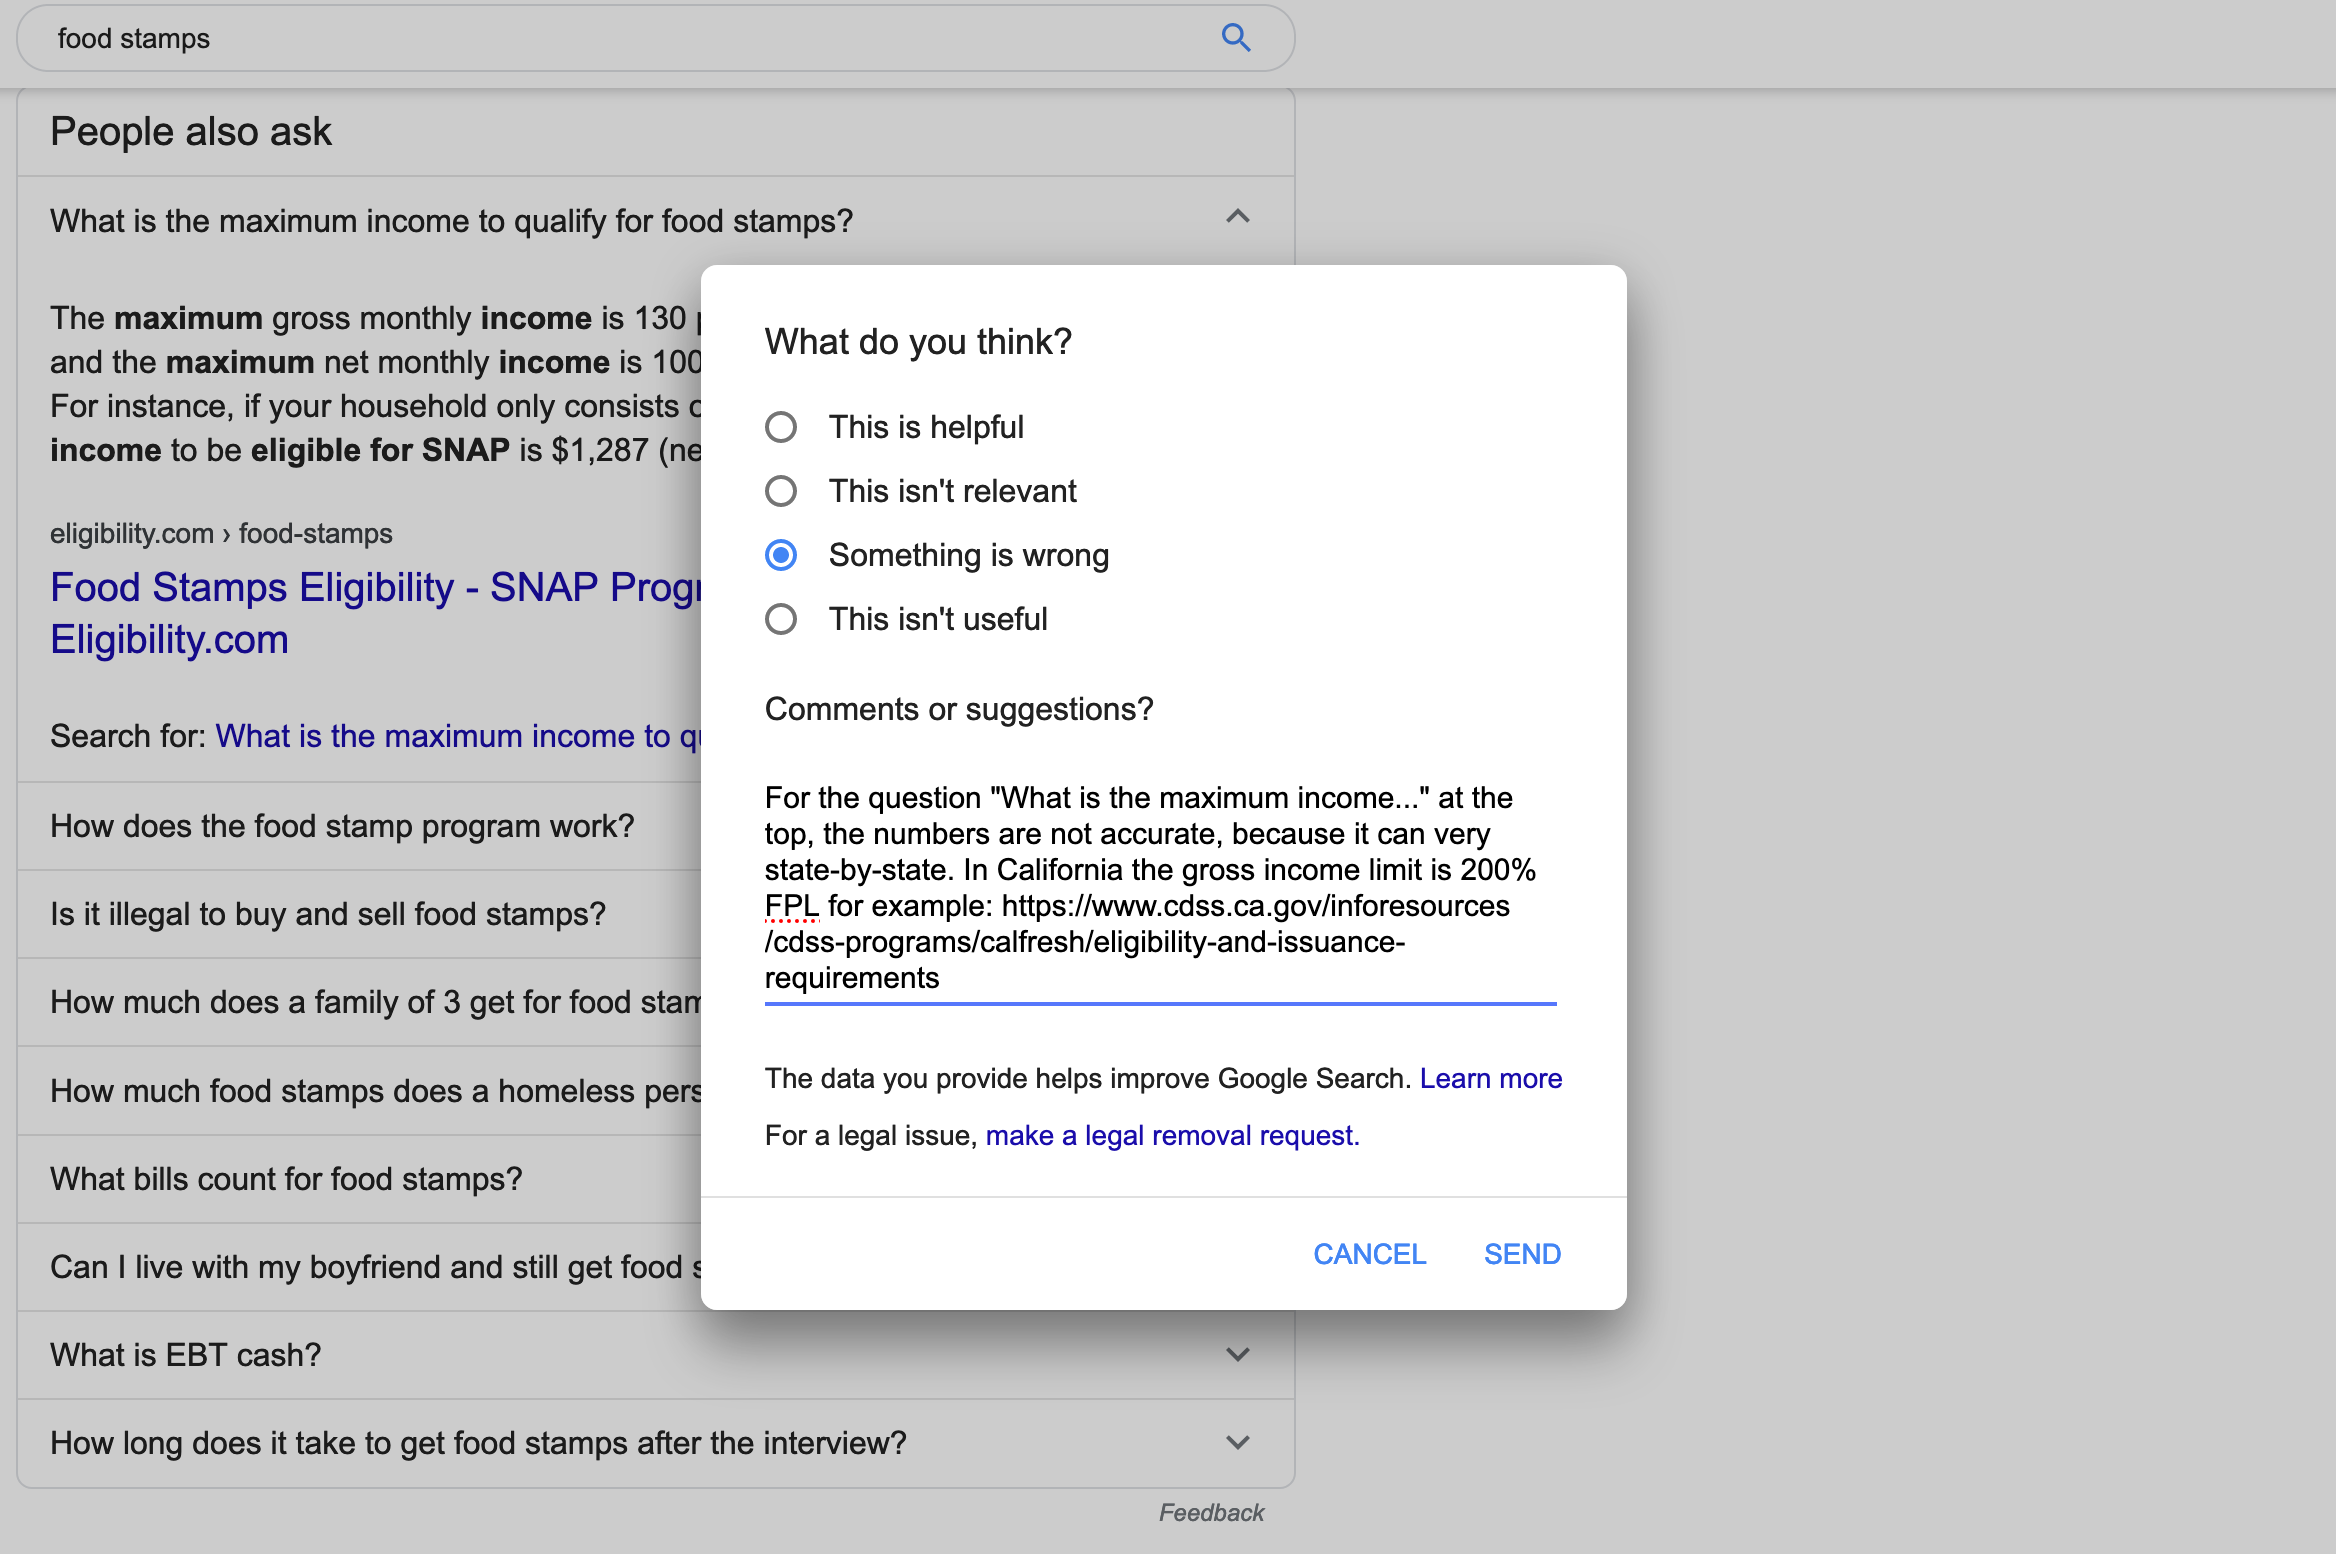 food stamps
People also ask
What is the maximum income to qualify for food stamps?
The maximum gross monthly income is 130
and the maximum net monthly income is 100
For instance, if your household only consists
income to be eligible for SNAP is $1,287 (ne
eligibility.com › food-stamps
Food Stamps Eligibility - SNAP Progr
Eligibility.com
Search for: What is the maximum income to qu
How does the food stamp program work?
Is it illegal to buy and sell food stamps?
How much does a family of 3 get for food stam
How much food stamps does a homeless pers
What bills count for food stamps?
Can I live with my boyfriend and still get food s
What is EBT cash?
How long does it take to get food stamps after the interview?
Feedback
What do you think?
This is helpful
This isn't relevant
Something is wrong
This isn't useful
Comments or suggestions?
For the question "What is the maximum income..." at the
top, the numbers are not accurate, because it can very
state-by-state. In California the gross income limit is 200%
FPL for example: https://www.cdss.ca.gov/inforesources
/cdss-programs/calfresh/eligibility-and-issuance-
requirements
The data you provide helps improve Google Search. Learn more
For a legal issue, make a legal removal request.
CANCEL SEND